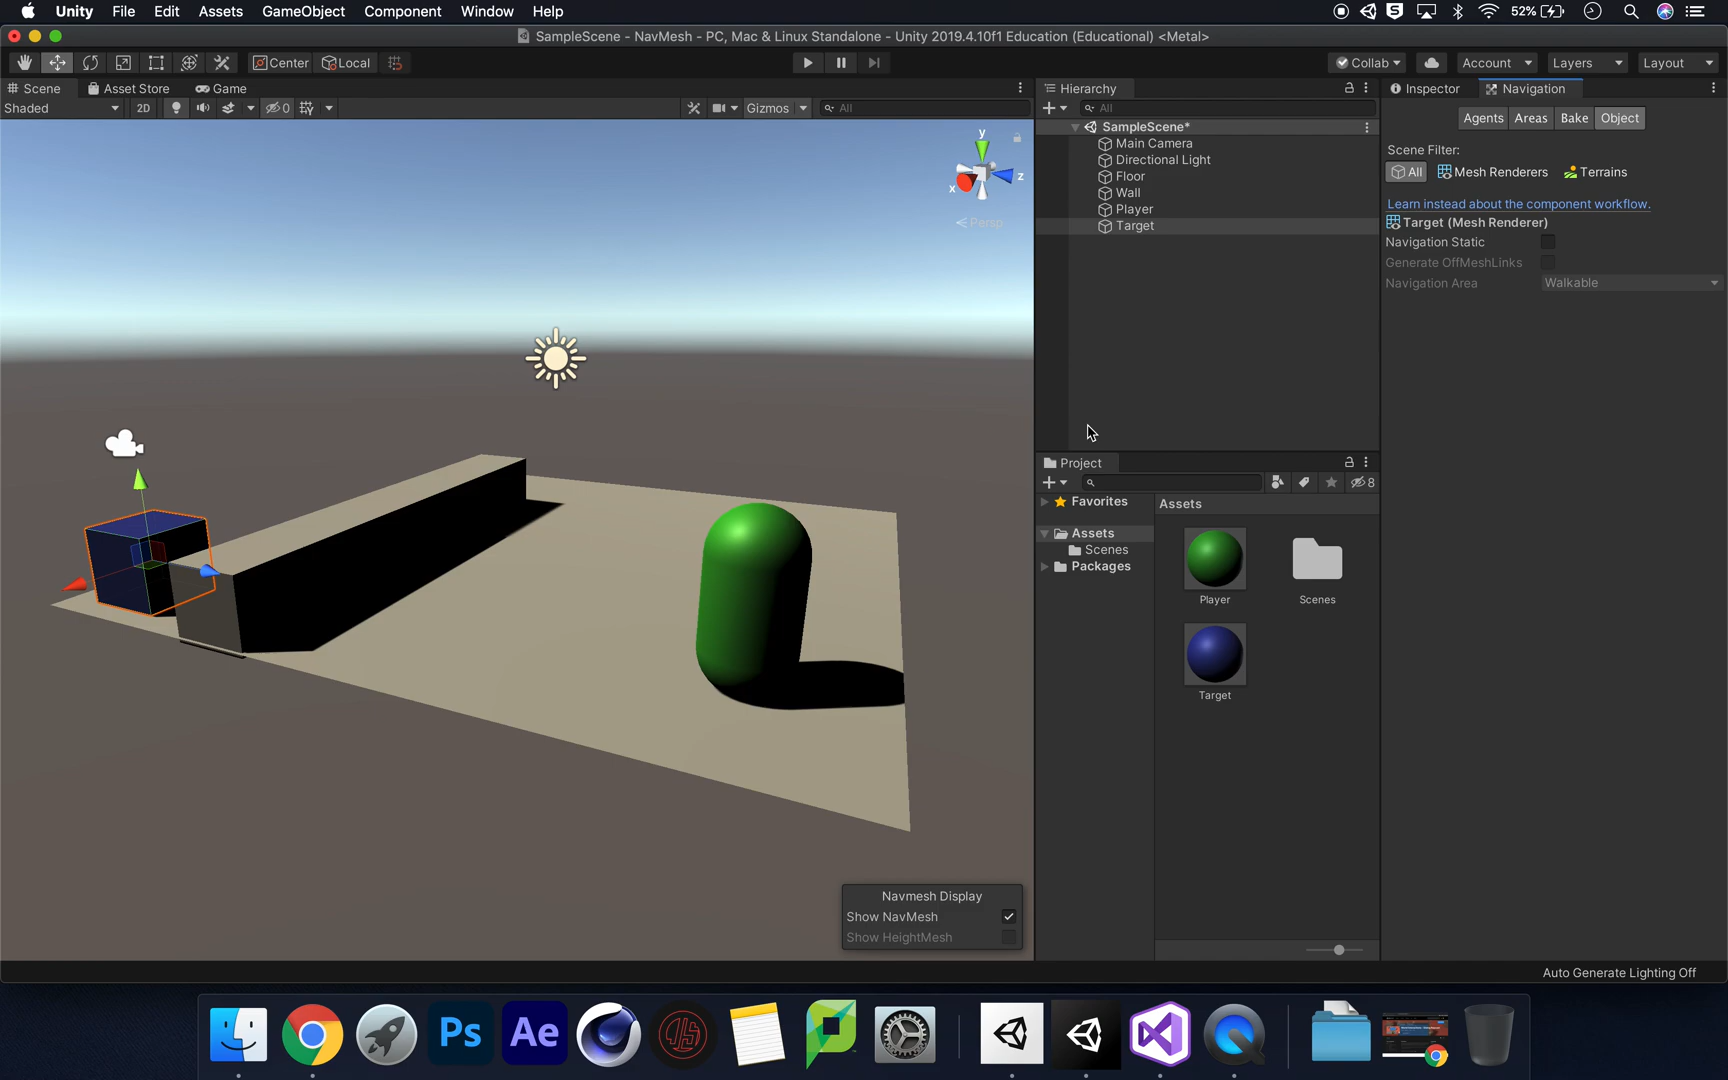 Unity File Edit Assets GameObject Component Window Help 52%
SampleScene - NavMesh - PC, Mac & Linux Standalone - Unity 2019.4.10f1 Education (Educational) <Metal>
Center Local Collab Account Layers Layout
Scene Asset Store Game
Shaded 2D 0 Gizmos All
y
x
z
Persp
Hierarchy
All
SampleScene*
Main Camera
Directional Light
Floor
Wall
Player
Target
Inspector Navigation
Agents Areas Bake Object
Scene Filter:
All Mesh Renderers Terrains
Learn instead about the component workflow.
Target (Mesh Renderer)
Navigation Static
Generate OffMeshLinks
Navigation Area Walkable
Project
8
Favorites
Assets
Scenes
Packages
Assets
Player
Scenes
Target
Navmesh Display
Show NavMesh
Show HeightMesh
Auto Generate Lighting Off
Ps
Ae